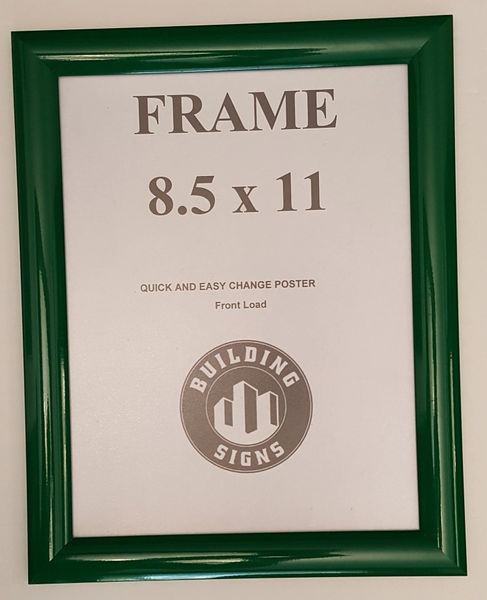 FRAME
8.5 x 11
QUICK AND EASY CHANGE POSTER
Front Load
BUILDING
SIGNS